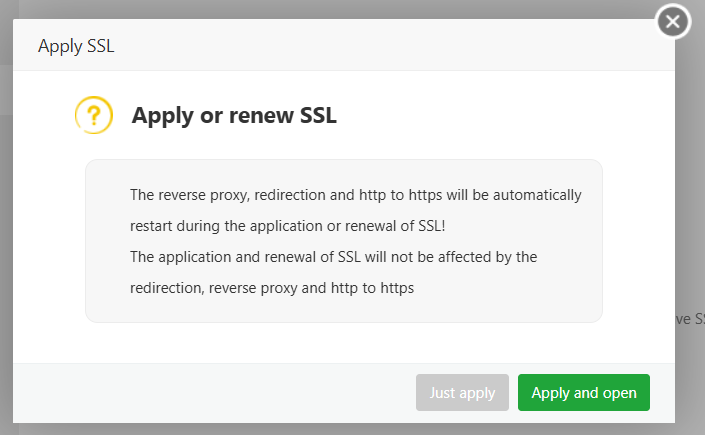 Apply SSL
?
Apply or renew SSL
The reverse proxy, redirection and http to https will be automatically
restart during the application or renewal of SSL!
The application and renewal of SSL will not be affected by the
redirection, reverse proxy and http to https
ve
Just apply
Apply and open